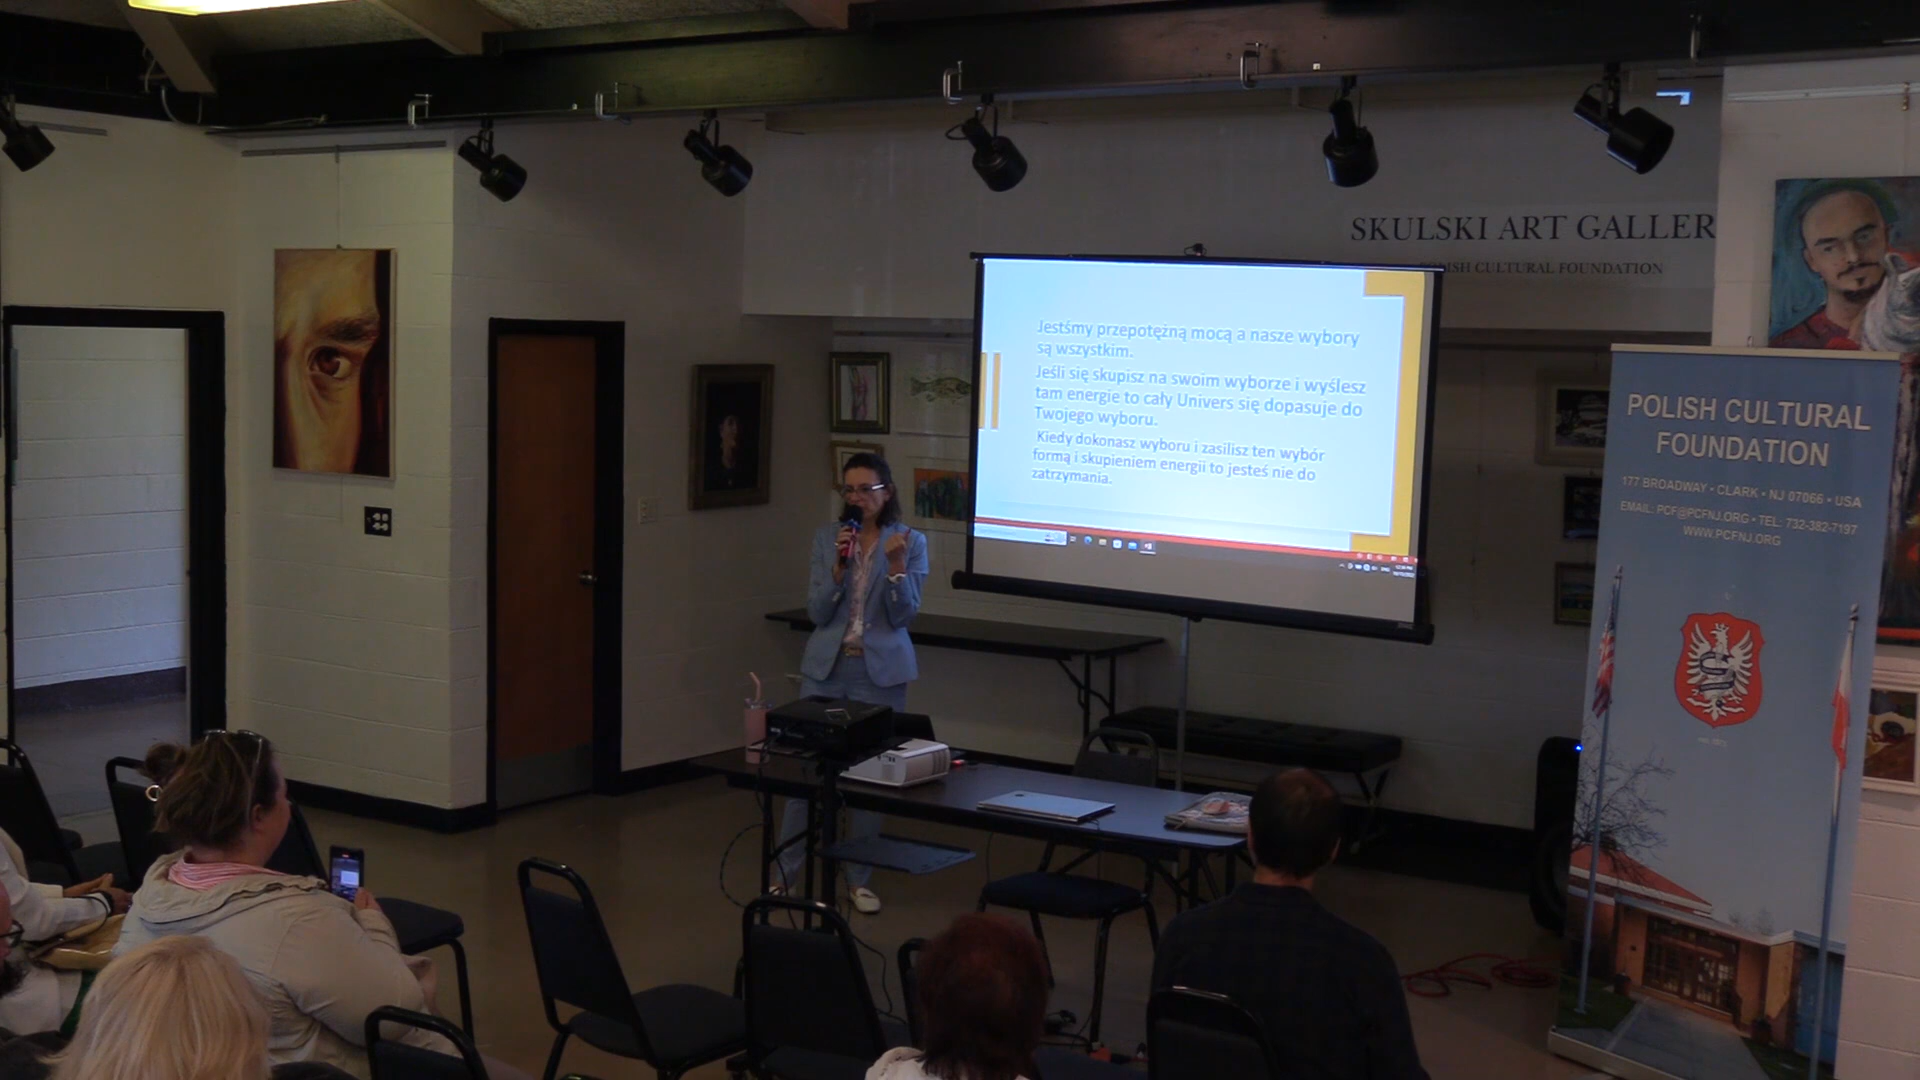 SKULSKI ART GALLER
POLISH CULTURAL FOUNDATION
Jestśmy przepotężną mocą a nasze wybory
są wszystkim.
Jeśli się skupisz na swoim wyborze i wyślesz
tam energie to cały Univers się dopasuje do
Twojego wyboru.
Kiedy dokonasz wyboru i zasilisz ten wybór
formą i skupieniem energii to jesteś nie do
zatrzymania.
POLISH CULTURAL
FOUNDATION
177 BROADWAY • CLARK • NJ 07066 • USA
EMAIL: PCF@PCFNJ.ORG • TEL: 732-382-7197
WWW.PCFNJ.ORG